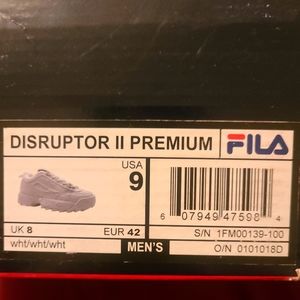 DISRUPTOR II PREMIUM FILA
USA
9
6 07949 47598 4
UK 8 EUR 42 S/N 1FM00139-100
wht/wht/wht MEN'S O/N 0101018D